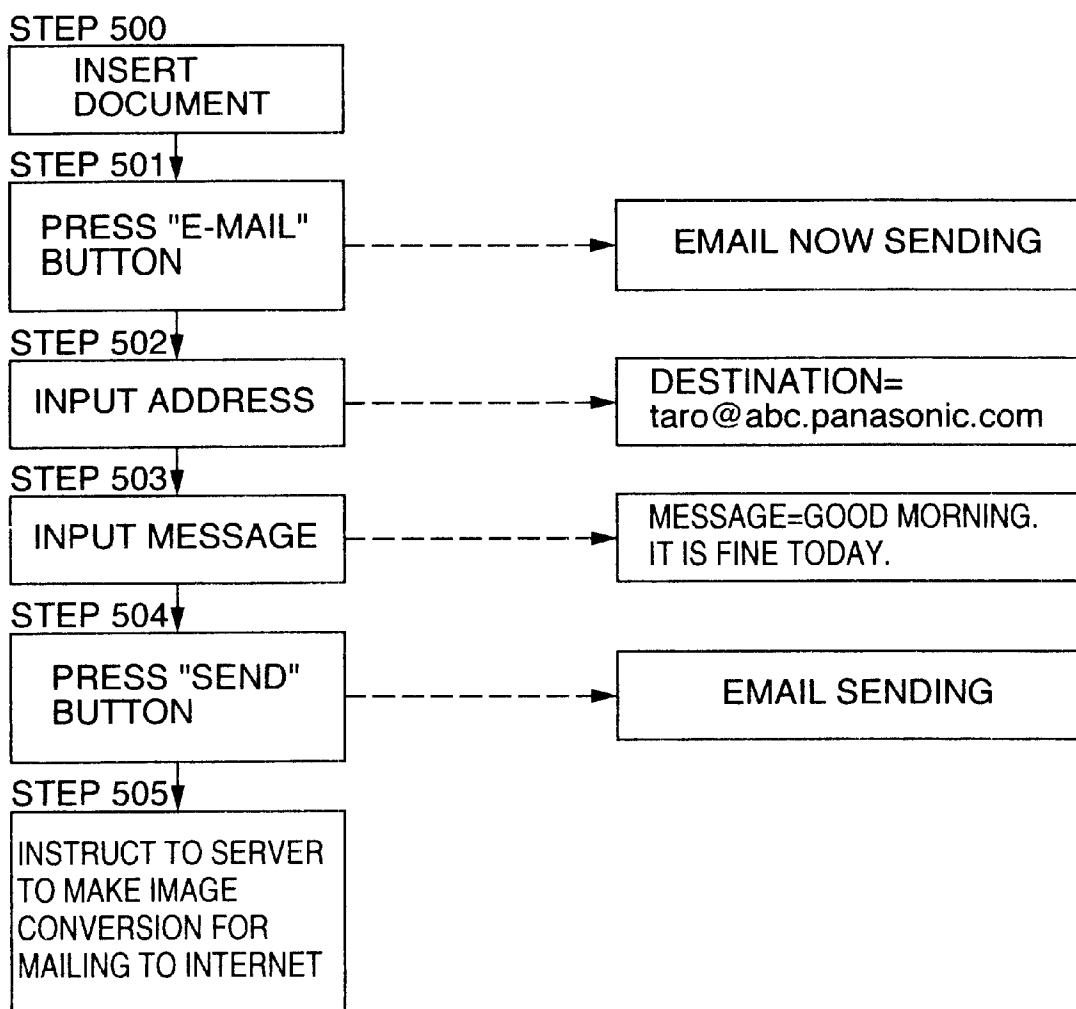 STEP 500
INSERT
DOCUMENT
STEP 501
PRESS "E-MAIL"
BUTTON
EMAIL NOW SENDING
STEP 502
INPUT ADDRESS
DESTINATION=
taro@abc.panasonic.com
STEP 503
INPUT MESSAGE
MESSAGE=GOOD MORNING.
IT IS FINE TODAY.
STEP 504
PRESS "SEND"
BUTTON
EMAIL SENDING
STEP 505
INSTRUCT TO SERVER
TO MAKE IMAGE
CONVERSION FOR
MAILING TO INTERNET